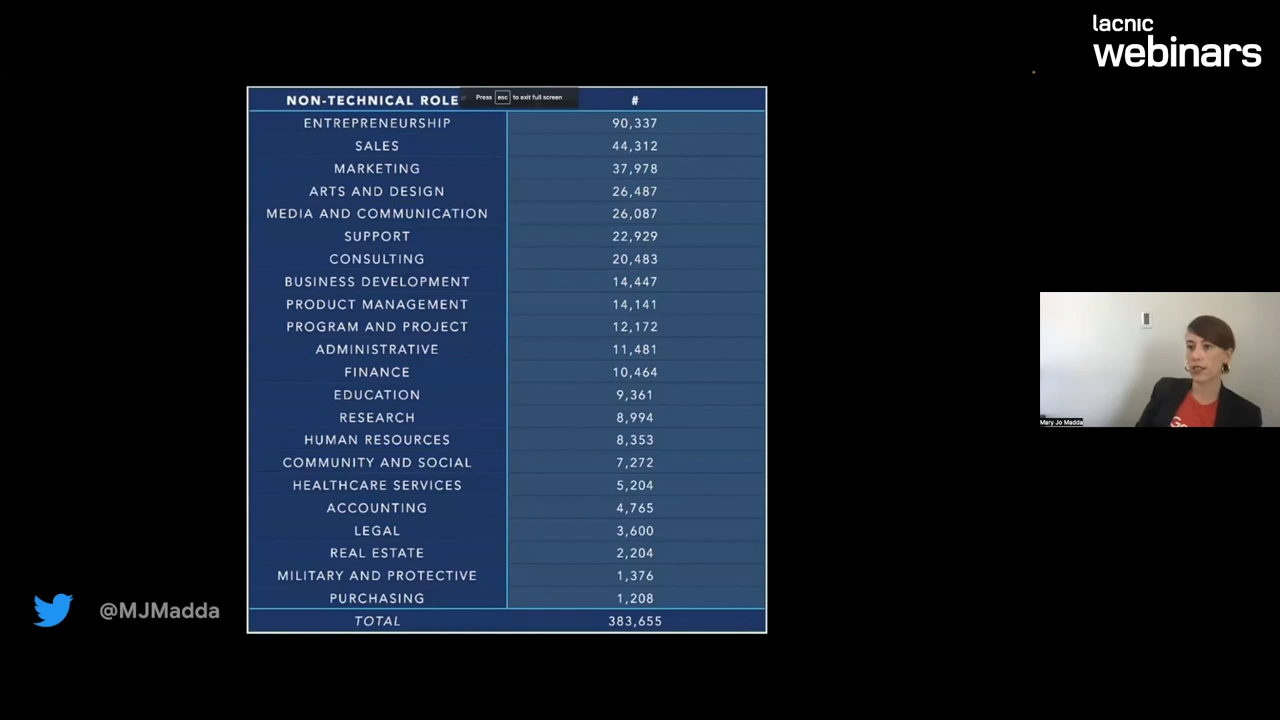 lacnic
webinars
NON-TECHNICAL ROLE #
Press esc to exit full screen
ENTREPRENEURSHIP 90,337
SALES 44,312
MARKETING 37,978
ARTS AND DESIGN 26,487
MEDIA AND COMMUNICATION 26,087
SUPPORT 22,929
CONSULTING 20,483
BUSINESS DEVELOPMENT 14,447
PRODUCT MANAGEMENT 14,141
PROGRAM AND PROJECT 12,172
ADMINISTRATIVE 11,481
FINANCE 10,464
EDUCATION 9,361
RESEARCH 8,994
HUMAN RESOURCES 8,353
COMMUNITY AND SOCIAL 7,272
HEALTHCARE SERVICES 5,204
ACCOUNTING 4,765
LEGAL 3,600
REAL ESTATE 2,204
MILITARY AND PROTECTIVE 1,376
PURCHASING 1,208
TOTAL 383,655
@MJMadda
Mary Jo Madda